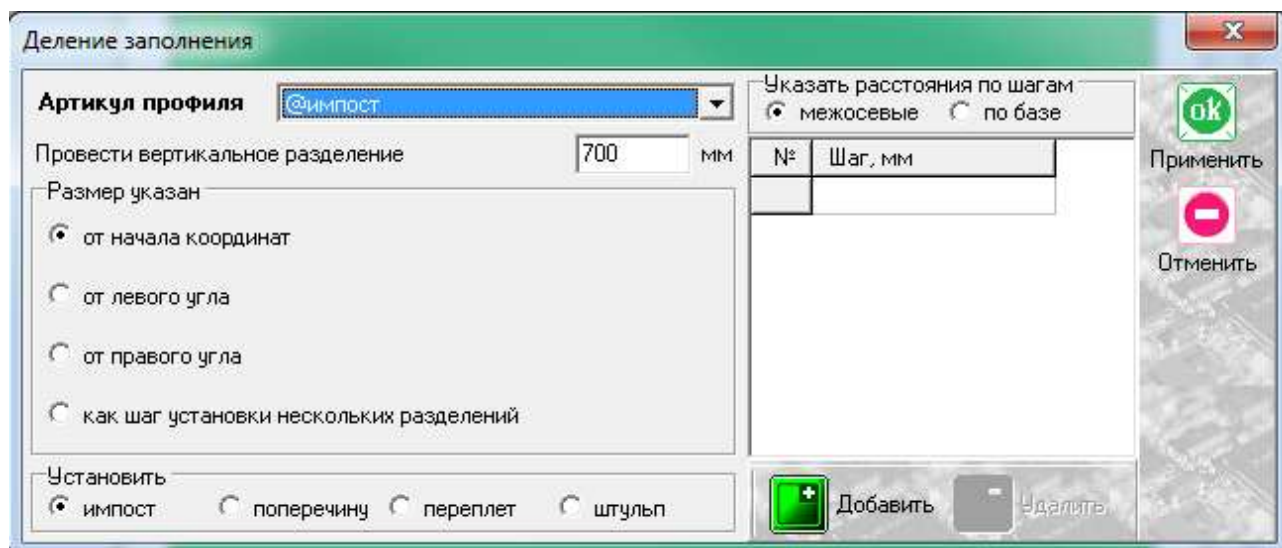 Деление заполнения
Артикул профиля @импост
Провести вертикальное разделение 700 мм
Размер указан
от начала координат
от левого угла
от правого угла
как шаг установки нескольких разделений
Установить
импост поперечину переплет штульп
Указать расстояния по шагам
межосевые по базе
№ Шаг, мм
Добавить Удалить
ok
Применить
Отменить